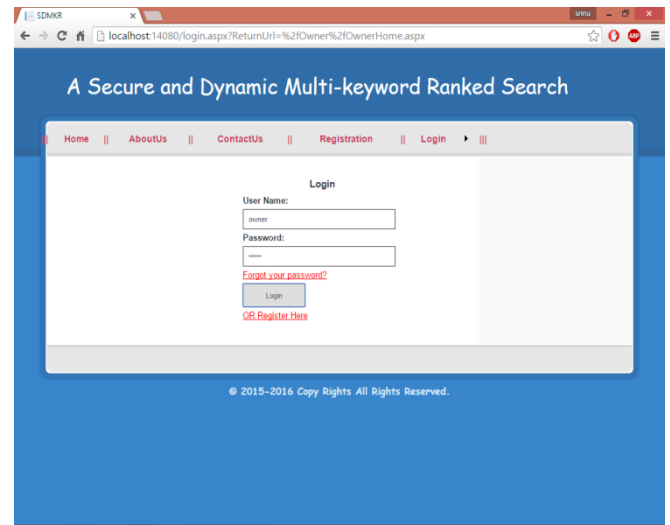 SDMKR
srinu
localhost:14080/login.aspx?ReturnUrl=%2fOwner%2fOwnerHome.aspx
ABP
A Secure and Dynamic Multi-keyword Ranked Search
|| Home || AboutUs || ContactUs || Registration || Login |||
Login
User Name:
owner
Password:
•••••
Forgot your password?
Login
OR Register Here
© 2015-2016 Copy Rights All Rights Reserved.